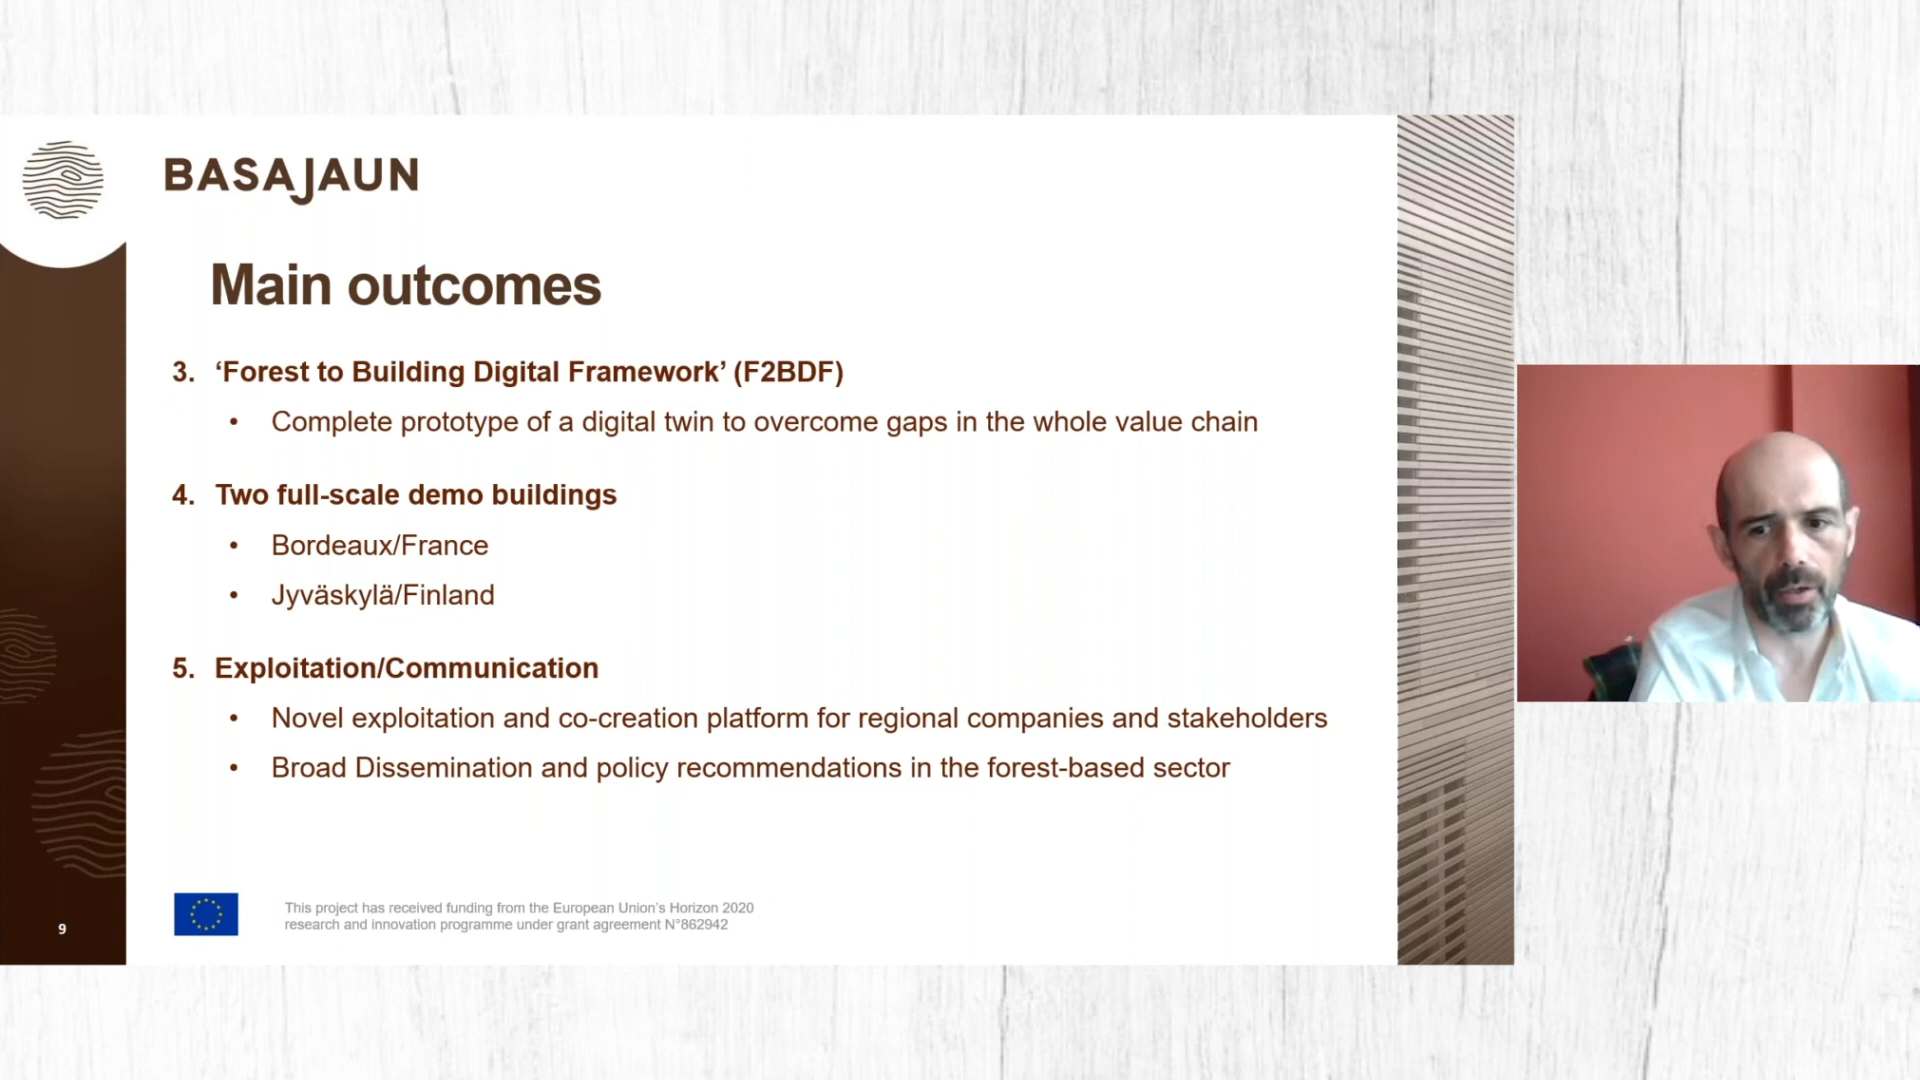 BASAJAUN
Main outcomes
3. ‘Forest to Building Digital Framework’ (F2BDF)
• Complete prototype of a digital twin to overcome gaps in the whole value chain
4. Two full-scale demo buildings
• Bordeaux/France
• Jyväskylä/Finland
5. Exploitation/Communication
• Novel exploitation and co-creation platform for regional companies and stakeholders
• Broad Dissemination and policy recommendations in the forest-based sector
This project has received funding from the European Union’s Horizon 2020
research and innovation programme under grant agreement N°862942
9